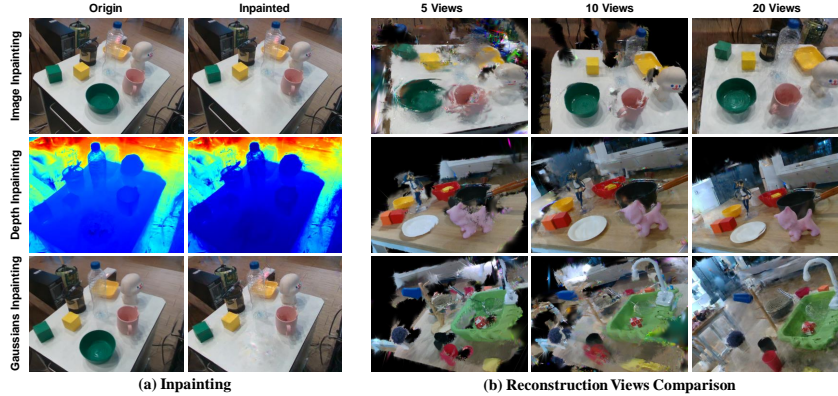 Origin Inpainted 5 Views 10 Views 20 Views
Image Inpainting
Depth Inpainting
Gaussians Inpainting
(a) Inpainting (b) Reconstruction Views Comparison